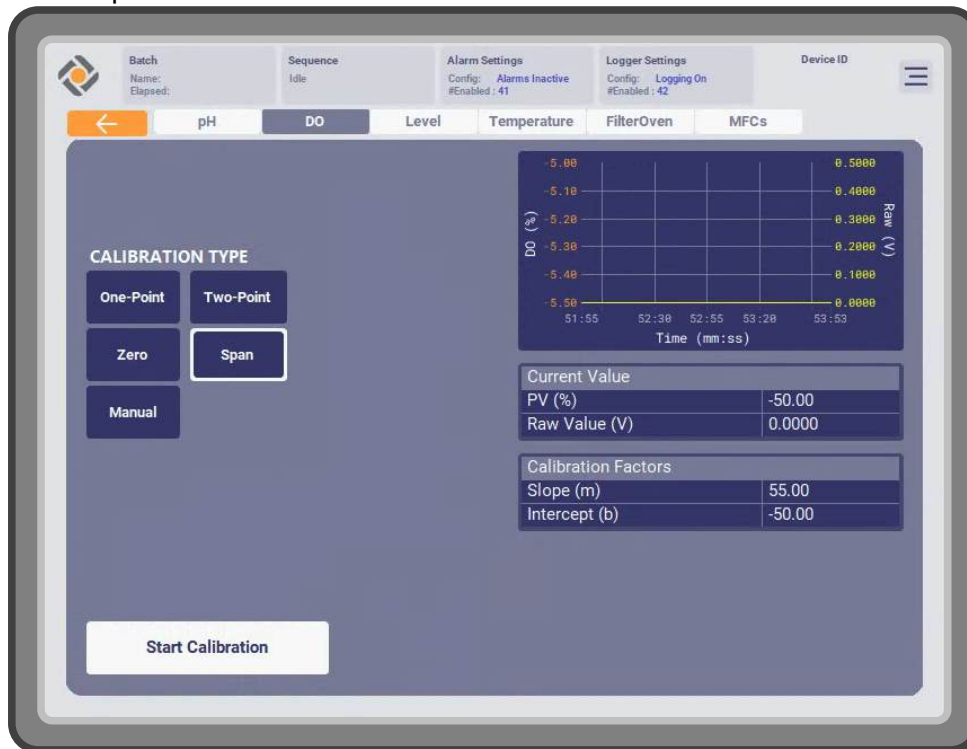 Batch
Name:
Elapsed:
Sequence
Idle
Alarm Settings
Config: Alarms Inactive
#Enabled : 41
Logger Settings
Config: Logging On
#Enabled : 42
Device ID
pH
DO
Level
Temperature
FilterOven
MFCs
CALIBRATION TYPE
One-Point
Two-Point
Zero
Span
Manual
Start Calibration
DO (%)
-5.00
-5.10
-5.20
-5.30
-5.40
-5.50
0.5000
0.4000
0.3000
0.2000
0.1000
0.0000
Raw (V)
51:55 52:30 52:55 53:20 53:53
Time (mm:ss)
Current Value
PV (%) -50.00
Raw Value (V) 0.0000
Calibration Factors
Slope (m) 55.00
Intercept (b) -50.00